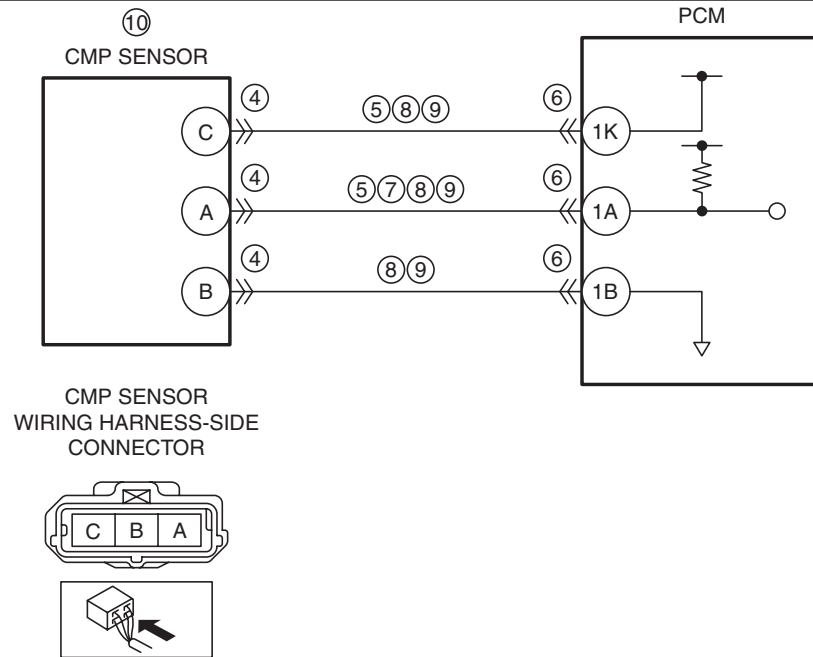 ⑩
CMP SENSOR
PCM
C ④ ⑤⑧⑨ ⑥ 1K
A ④ ⑤⑦⑧⑨ ⑥ 1A
B ④ ⑧⑨ ⑥ 1B
CMP SENSOR
WIRING HARNESS-SIDE
CONNECTOR
C B A